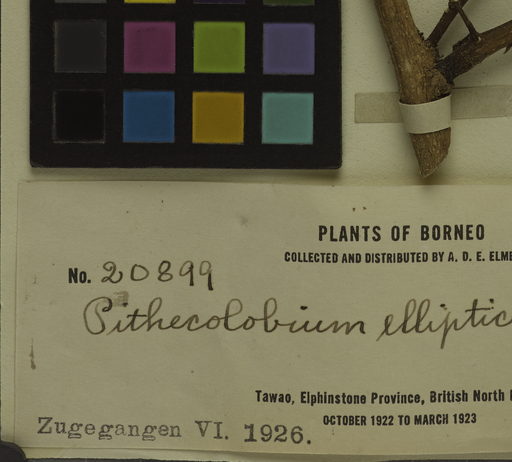 PLANTS OF BORNEO
COLLECTED AND DISTRIBUTED BY A. D. E. ELME
No. 20899
Pithecolobium elliptic
Tawao, Elphinstone Province, British North
OCTOBER 1922 TO MARCH 1923
Zugegangen VI. 1926.